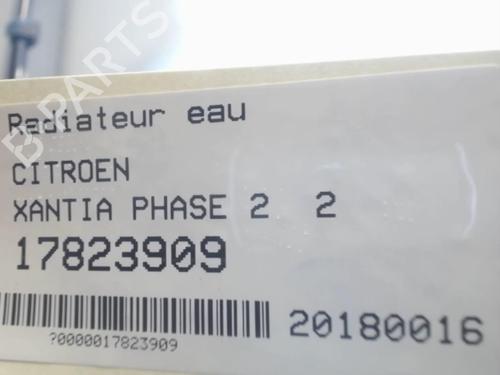 B-PARTS
Radiateur eau
CITROEN
XANTIA PHASE 2 2
17823909
20180016
?0000017823909